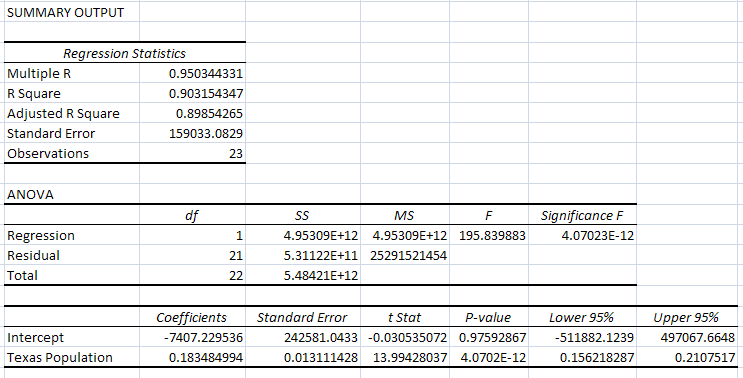 SUMMARY OUTPUT
Regression Statistics
Multiple R 0.950344331
R Square 0.903154347
Adjusted R Square 0.89854265
Standard Error 159033.0829
Observations 23
ANOVA
df SS MS F Significance F
Regression 1 4.95309E+12 4.95309E+12 195.839883 4.07023E-12
Residual 21 5.31122E+11 25291521454
Total 22 5.48421E+12
Coefficients Standard Error t Stat P-value Lower 95% Upper 95%
Intercept -7407.229536 242581.0433 -0.030535072 0.97592867 -511882.1239 497067.6648
Texas Population 0.183484994 0.013111428 13.99428037 4.0702E-12 0.156218287 0.2107517